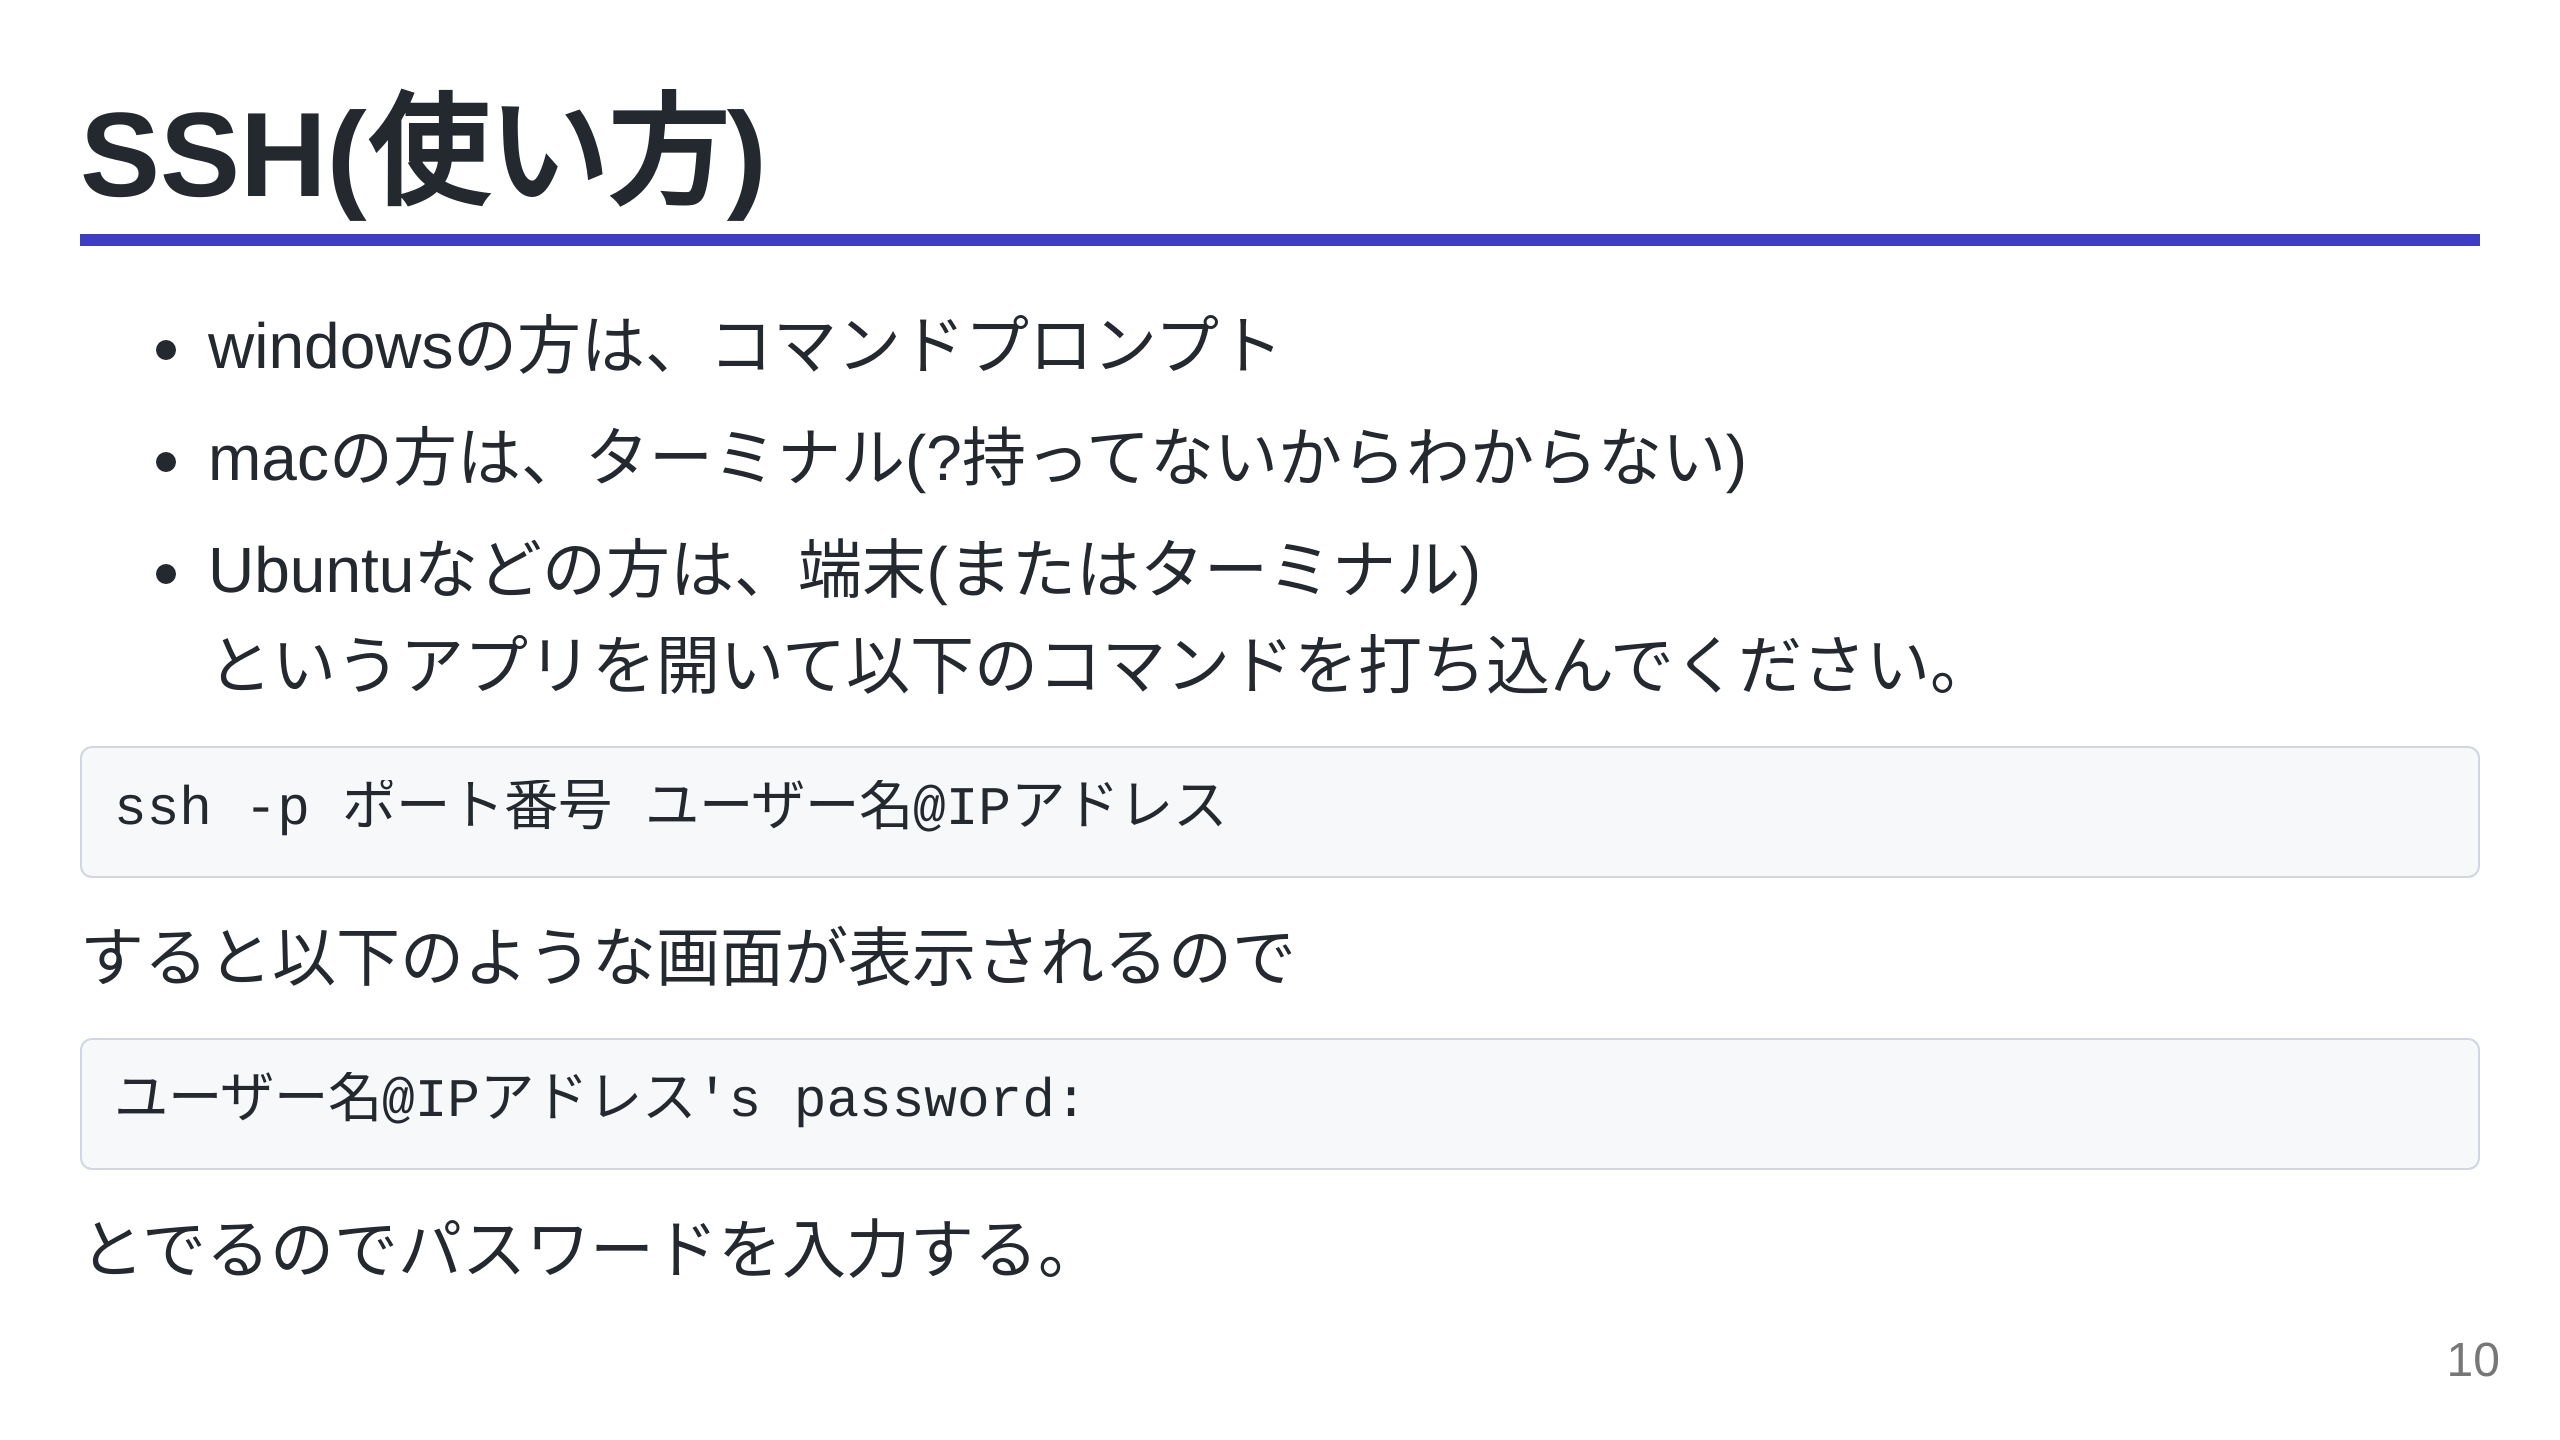 SSH(使い方)
windowsの方は、コマンドプロンプト
macの方は、ターミナル(?持ってないからわからない)
Ubuntuなどの方は、端末(またはターミナル)
というアプリを開いて以下のコマンドを打ち込んでください。
ssh -p ポート番号 ユーザー名@IPアドレス
すると以下のような画面が表示されるので
ユーザー名@IPアドレス's password:
とでるのでパスワードを入力する。
10